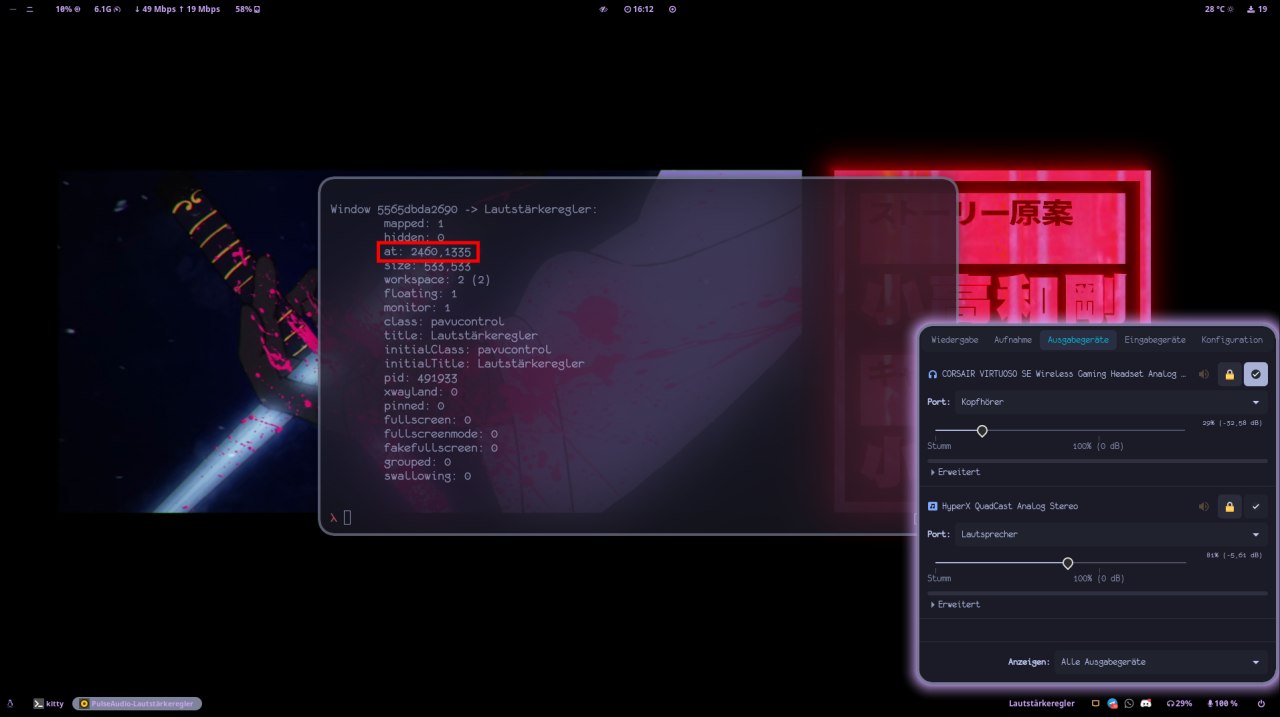 10%
6.1G
↓ 49 Mbps ↑ 19 Mbps
58%
16:12
28 °C
19
ストーリー原案
小高和剛
Window 5565dbda2690 -> Lautstärkeregler:
mapped: 1
hidden: 0
at: 2460,1335
size: 533,533
workspace: 2 (2)
floating: 1
monitor: 1
class: pavucontrol
title: Lautstärkeregler
initialClass: pavucontrol
initialTitle: Lautstärkeregler
pid: 491933
xwayland: 0
pinned: 0
fullscreen: 0
fullscreenmode: 0
fakefullscreen: 0
grouped: 0
swallowing: 0
λ
Wiedergabe Aufnahme Ausgabegeräte Eingabegeräte Konfiguration
CORSAIR VIRTUOSO SE Wireless Gaming Headset Analog …
Port: Kopfhörer
29% (-32,58 dB)
Stumm 100% (0 dB)
Erweitert
HyperX QuadCast Analog Stereo
Port: Lautsprecher
81% (-5,61 dB)
Stumm 100% (0 dB)
Erweitert
Anzeigen: Alle Ausgabegeräte
kitty
PulseAudio-Lautstärkeregler
Lautstärkeregler
29%
100 %